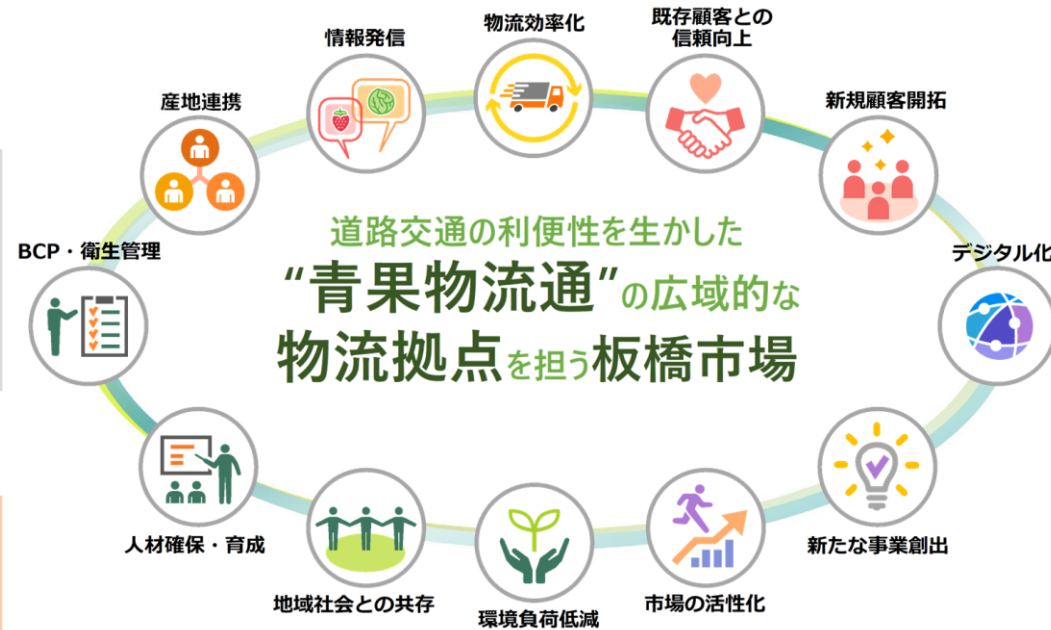 物流効率化
既存顧客との
信頼向上
情報発信
新規顧客開拓
産地連携
デジタル化
BCP・衛生管理
道路交通の利便性を生かした
“青果物流通”の広域的な
物流拠点を担う板橋市場
人材確保・育成
新たな事業創出
地域社会との共存
市場の活性化
環境負荷低減